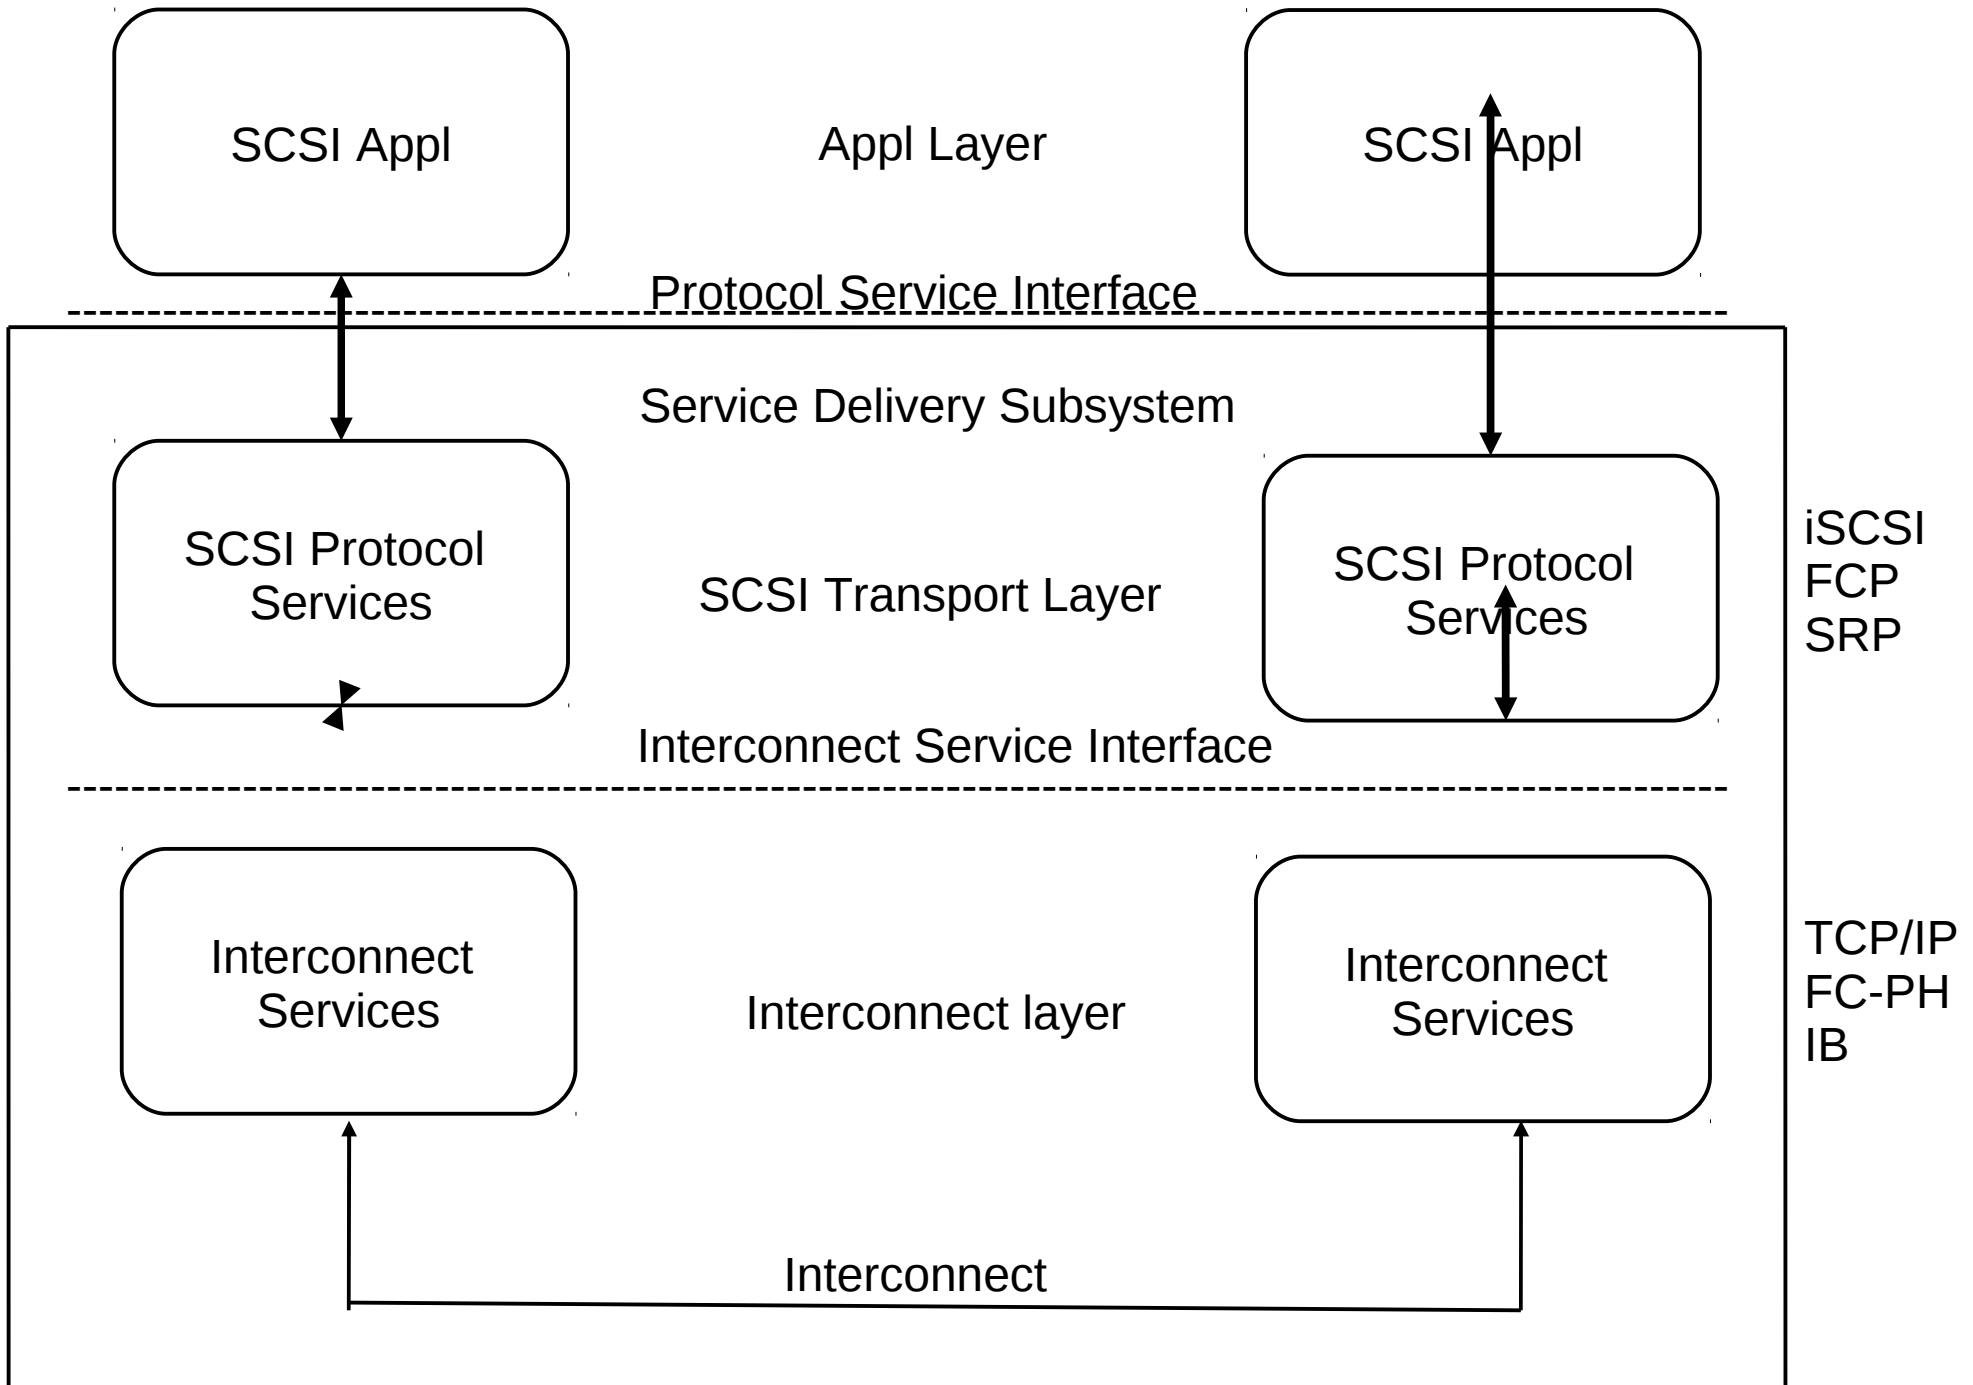 SCSI Appl
Appl Layer
SCSI Appl
Protocol Service Interface
Service Delivery Subsystem
SCSI Protocol
Services
SCSI Transport Layer
SCSI Protocol
Services
iSCSI
FCP
SRP
Interconnect Service Interface
Interconnect
Services
Interconnect layer
Interconnect
Services
TCP/IP
FC-PH
IB
Interconnect